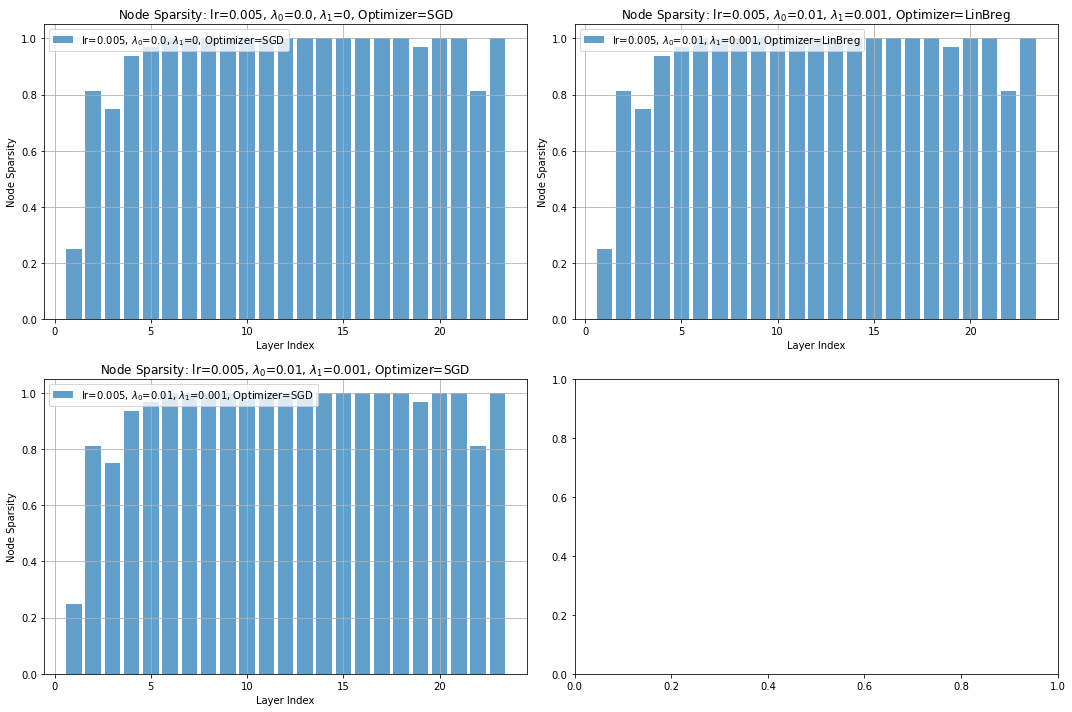 Node Sparsity: lr=0.005, λ₀=0.0, λ₁=0, Optimizer=SGD
lr=0.005, λ₀=0.0, λ₁=0, Optimizer=SGD
1.0
0.8
0.6
0.4
0.2
0.0
Node Sparsity
0 5 10 15 20
Layer Index
Node Sparsity: lr=0.005, λ₀=0.01, λ₁=0.001, Optimizer=LinBreg
lr=0.005, λ₀=0.01, λ₁=0.001, Optimizer=LinBreg
1.0
0.8
0.6
0.4
0.2
0.0
Node Sparsity
0 5 10 15 20
Layer Index
Node Sparsity: lr=0.005, λ₀=0.01, λ₁=0.001, Optimizer=SGD
lr=0.005, λ₀=0.01, λ₁=0.001, Optimizer=SGD
1.0
0.8
0.6
0.4
0.2
0.0
Node Sparsity
0 5 10 15 20
Layer Index
1.0
0.8
0.6
0.4
0.2
0.0
0.0 0.2 0.4 0.6 0.8 1.0